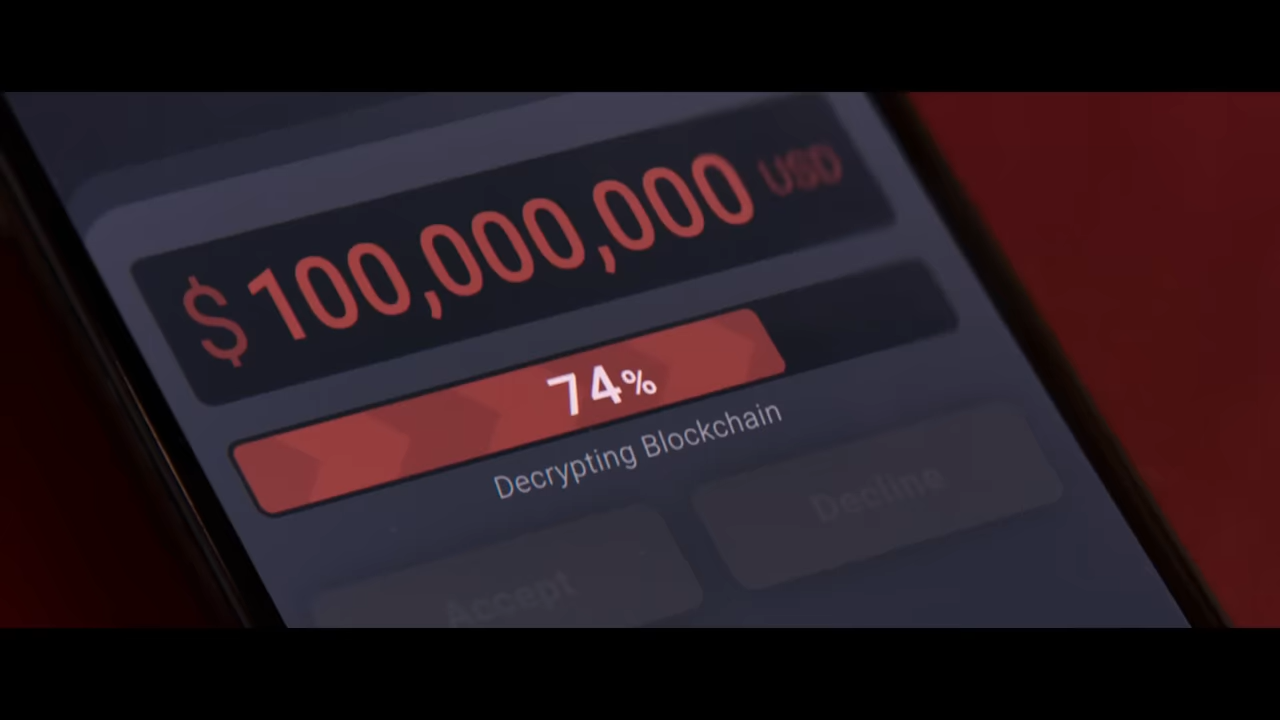 $ 100,000,000 USD
74%
Decrypting Blockchain
Accept Decline